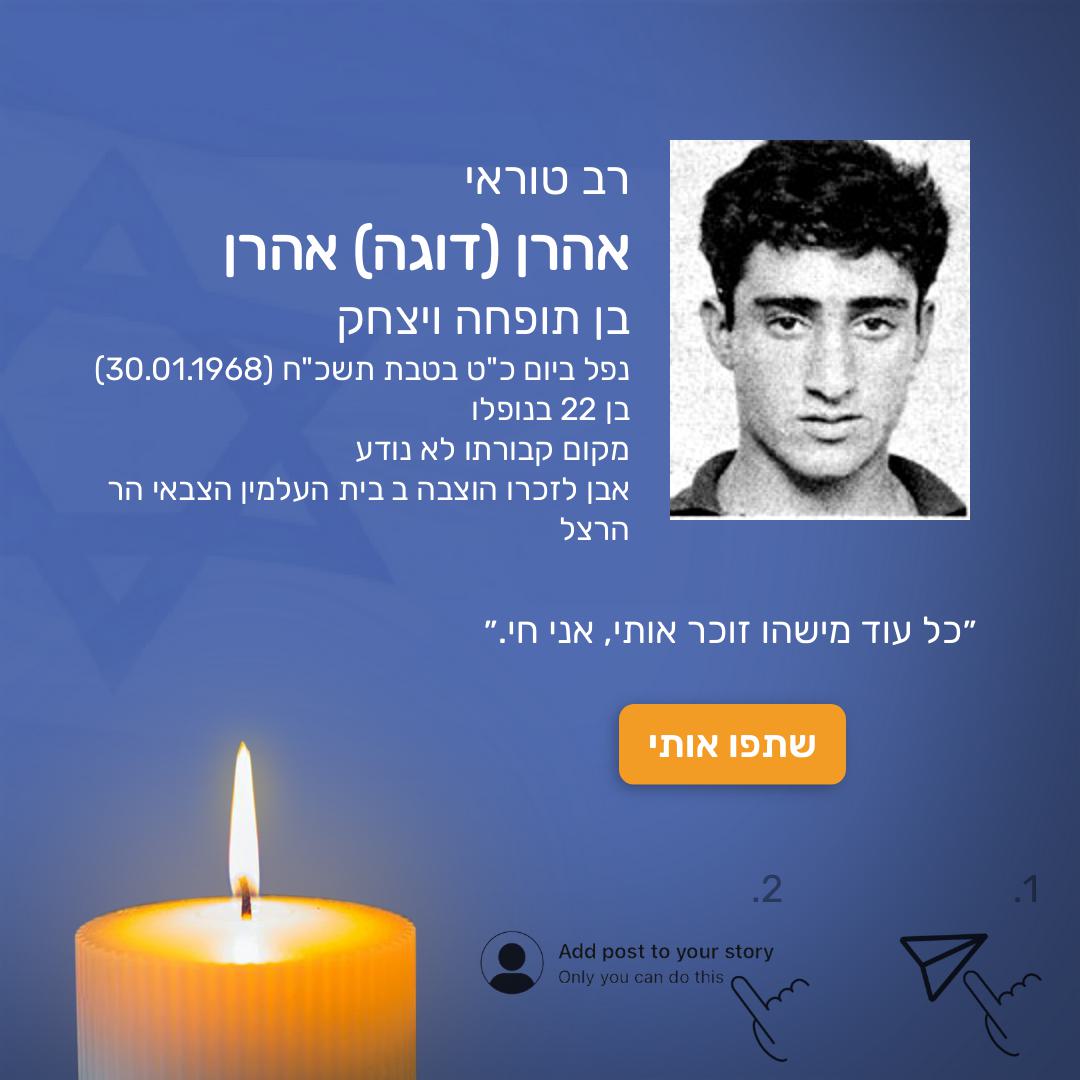 רב טוראי
אהרן (דוגה) אהרן
בן תופחה ויצחק
נפל ביום כ"ט בטבת תשכ"ח (30.01.1968)
בן 22 בנופלו
מקום קבורתו לא נודע
אבן לזכרו הוצבה ב בית העלמין הצבאי הר
הרצל
"כל עוד מישהו זוכר אותי, אני חי."
שתפו אותי
.1
.2
Add post to your story
Only you can do this